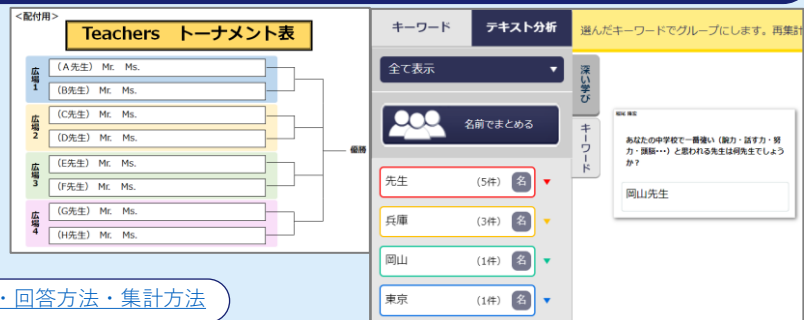 <配付用>
Teachers トーナメント表
広場1
(A先生) Mr. Ms.
(B先生) Mr. Ms.
広場2
(C先生) Mr. Ms.
(D先生) Mr. Ms.
広場3
(E先生) Mr. Ms.
(F先生) Mr. Ms.
広場4
(G先生) Mr. Ms.
(H先生) Mr. Ms.
優勝
・回答方法・集計方法
キーワード
テキスト分析
全て表示
名前でまとめる
先生 (5件) 名
兵庫 (3件) 名
岡山 (1件) 名
東京 (1件) 名
選んだキーワードでグループにします。再集計
深い学び
キーワード
あなたの中学校で一番強い（腕力・話す力・努
力・頭脳・・・）と思われる先生は何先生でしょう
か？
岡山先生